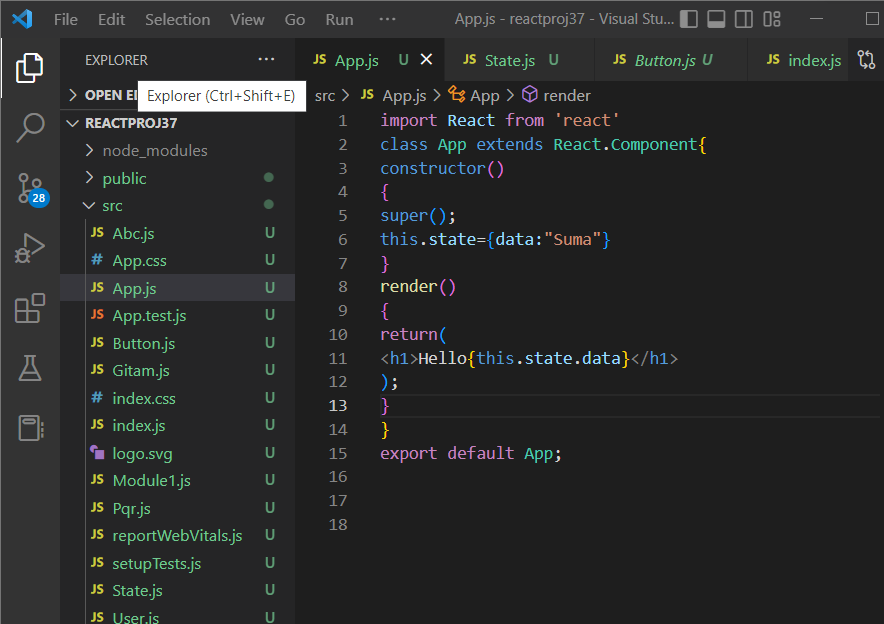 File Edit Selection View Go Run ··· App.js - reactproj37 - Visual Stu...
EXPLORER ···
JS App.js U JS State.js U JS Button.js U JS index.js
OPEN EI
Explorer (Ctrl+Shift+E)
src > JS App.js > App > render
REACTPROJ37
node_modules
public
src
JS Abc.js U
# App.css U
JS App.js U
JS App.test.js U
JS Button.js U
JS Gitam.js U
# index.css U
JS index.js U
logo.svg U
JS Module1.js U
JS Pqr.js U
JS reportWebVitals.js U
JS setupTests.js U
JS State.js U
JS User.js U
28
1 import React from 'react'
2 class App extends React.Component{
3 constructor()
4 {
5 super();
6 this.state={data:"Suma"}
7 }
8 render()
9 {
10 return(
11 <h1>Hello{this.state.data}</h1>
12 );
13 }
14 }
15 export default App;
16
17
18